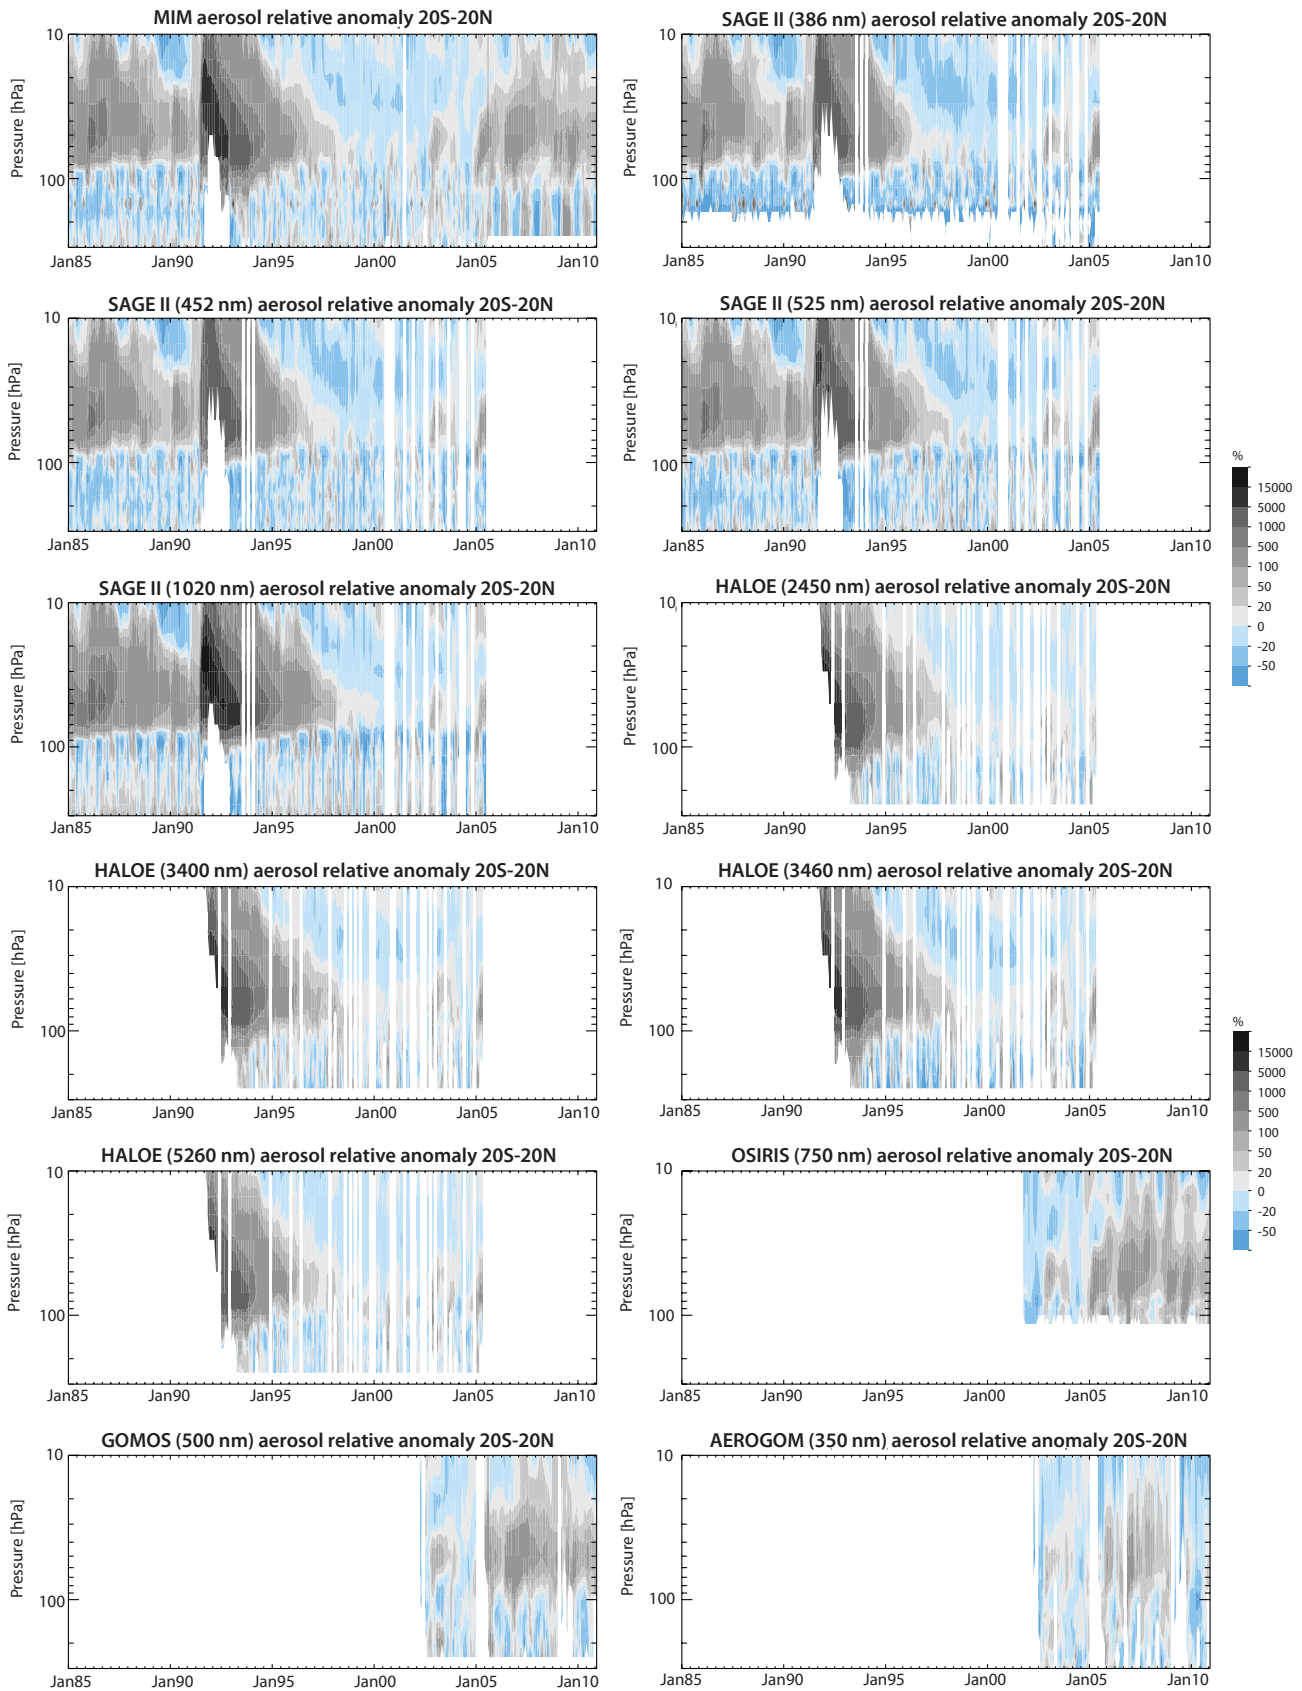 MIM aerosol relative anomaly 20S-20N
Pressure [hPa]
10
100
Jan85 Jan90 Jan95 Jan00 Jan05 Jan10
SAGE II (386 nm) aerosol relative anomaly 20S-20N
Pressure [hPa]
10
100
Jan85 Jan90 Jan95 Jan00 Jan05 Jan10
SAGE II (452 nm) aerosol relative anomaly 20S-20N
Pressure [hPa]
10
100
Jan85 Jan90 Jan95 Jan00 Jan05 Jan10
SAGE II (525 nm) aerosol relative anomaly 20S-20N
Pressure [hPa]
10
100
Jan85 Jan90 Jan95 Jan00 Jan05 Jan10
%
15000
5000
1000
500
100
50
20
0
-20
-50
SAGE II (1020 nm) aerosol relative anomaly 20S-20N
Pressure [hPa]
10
100
Jan85 Jan90 Jan95 Jan00 Jan05 Jan10
HALOE (2450 nm) aerosol relative anomaly 20S-20N
Pressure [hPa]
10
100
Jan85 Jan90 Jan95 Jan00 Jan05 Jan10
HALOE (3400 nm) aerosol relative anomaly 20S-20N
Pressure [hPa]
10
100
Jan85 Jan90 Jan95 Jan00 Jan05 Jan10
HALOE (3460 nm) aerosol relative anomaly 20S-20N
Pressure [hPa]
10
100
Jan85 Jan90 Jan95 Jan00 Jan05 Jan10
%
15000
5000
1000
500
100
50
20
0
-20
-50
HALOE (5260 nm) aerosol relative anomaly 20S-20N
Pressure [hPa]
10
100
Jan85 Jan90 Jan95 Jan00 Jan05 Jan10
OSIRIS (750 nm) aerosol relative anomaly 20S-20N
Pressure [hPa]
10
100
Jan85 Jan90 Jan95 Jan00 Jan05 Jan10
GOMOS (500 nm) aerosol relative anomaly 20S-20N
Pressure [hPa]
10
100
Jan85 Jan90 Jan95 Jan00 Jan05 Jan10
AEROGOM (350 nm) aerosol relative anomaly 20S-20N
Pressure [hPa]
10
100
Jan85 Jan90 Jan95 Jan00 Jan05 Jan10